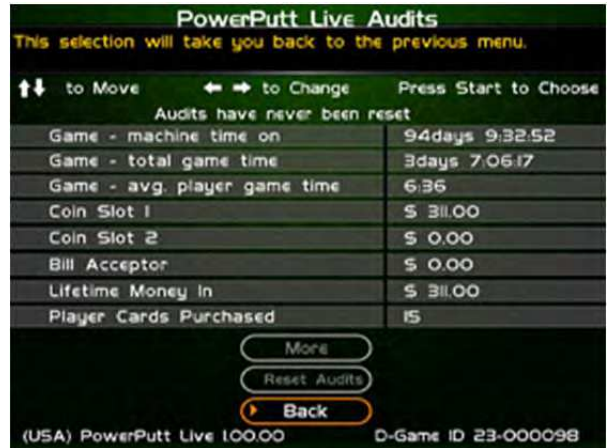 PowerPutt Live Audits
This selection will take you back to the previous menu.
to Move to Change Press Start to Choose
Audits have never been reset
Game - machine time on 94days 9:32:52
Game - total game time 3days 7:06:17
Game - avg. player game time 6:36
Coin Slot 1 $ 311.00
Coin Slot 2 $ 0.00
Bill Acceptor $ 0.00
Lifetime Money In $ 311.00
Player Cards Purchased 15
More
Reset Audits
Back
(USA) PowerPutt Live 1.00.00 D-Game ID 23-000098